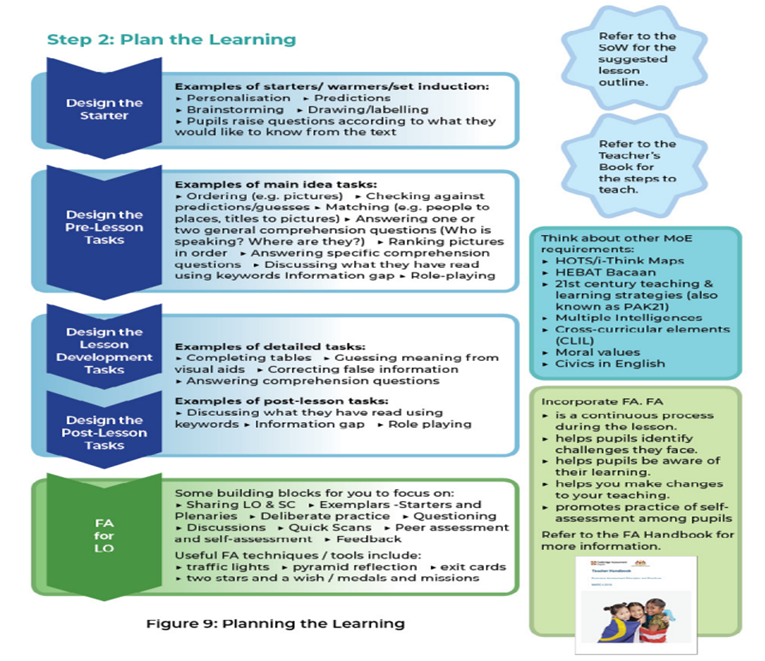 Step 2: Plan the Learning
Design the
Starter
Examples of starters/ warmers/set induction:
► Personalisation ► Predictions
► Brainstorming ► Drawing/labelling
► Pupils raise questions according to what they
would like to know from the text
Design the
Pre-Lesson
Tasks
Examples of main idea tasks:
► Ordering (e.g. pictures) ► Checking against
predictions/guesses ► Matching (e.g. people to
places, titles to pictures) ► Answering one or
two general comprehension questions (Who is
speaking? Where are they?) ► Ranking pictures
in order ► Answering specific comprehension
questions ► Discussing what they have read
using keywords Information gap ► Role-playing
Design the
Lesson
Development
Tasks
Examples of detailed tasks:
► Completing tables ► Guessing meaning from
visual aids ► Correcting false information
► Answering comprehension questions
Design the
Post-Lesson
Tasks
Examples of post-lesson tasks:
► Discussing what they have read using
keywords ► Information gap ► Role playing
FA
for
LO
Some building blocks for you to focus on:
► Sharing LO & SC ► Exemplars -Starters and
Plenaries ► Deliberate practice ► Questioning
► Discussions ► Quick Scans ► Peer assessment
and self-assessment ► Feedback
Useful FA techniques / tools include:
► traffic lights ► pyramid reflection ► exit cards
► two stars and a wish / medals and missions
Figure 9: Planning the Learning
Refer to the
SoW for the
suggested
lesson
outline.
Refer to the
Teacher's
Book for
the steps to
teach.
Think about other MoE
requirements:
► HOTS/i-Think Maps
► HEBAT Bacaan
► 21st century teaching &
learning strategies (also
known as PAK21)
► Multiple Intelligences
► Cross-curricular elements
(CLIL)
► Moral values
► Civics in English
Incorporate FA. FA
► is a continuous process
during the lesson.
► helps pupils identify
challenges they face.
► helps pupils be aware of
their learning.
► helps you make changes
to your teaching.
► promotes practice of self-
assessment among pupils
Refer to the FA Handbook for
more information.
Teacher Handbook